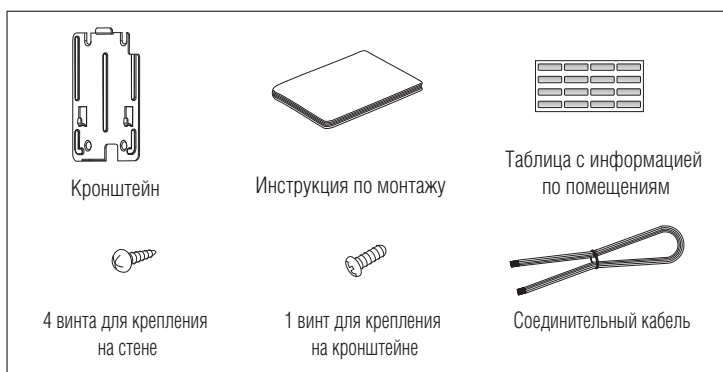 Кронштейн
Инструкция по монтажу
Таблица с информацией
по помещениям
4 винта для крепления
на стене
1 винт для крепления
на кронштейне
Соединительный кабель